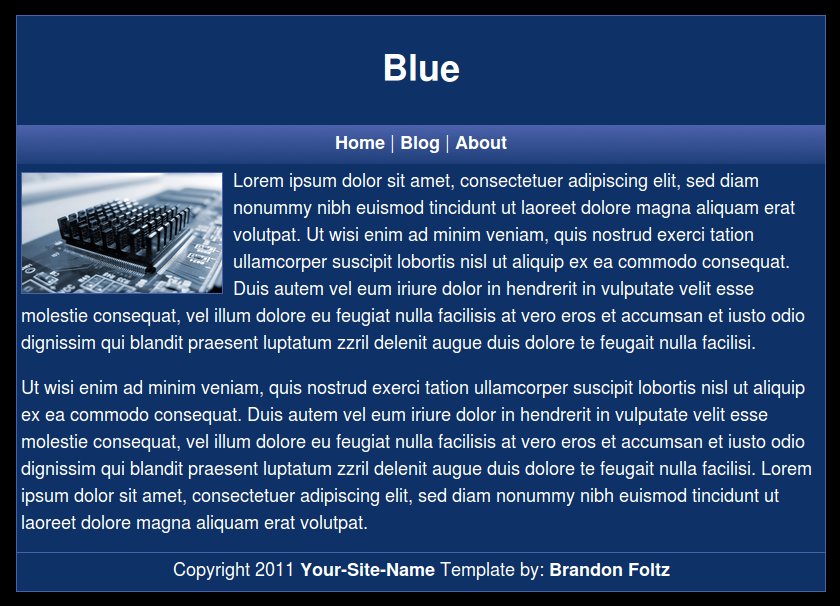 Blue
Home | Blog | About
Lorem ipsum dolor sit amet, consectetuer adipiscing elit, sed diam
nonummy nibh euismod tincidunt ut laoreet dolore magna aliquam erat
volutpat. Ut wisi enim ad minim veniam, quis nostrud exerci tation
ullamcorper suscipit lobortis nisl ut aliquip ex ea commodo consequat.
Duis autem vel eum iriure dolor in hendrerit in vulputate velit esse
molestie consequat, vel illum dolore eu feugiat nulla facilisis at vero eros et accumsan et iusto odio
dignissim qui blandit praesent luptatum zzril delenit augue duis dolore te feugait nulla facilisi.
Ut wisi enim ad minim veniam, quis nostrud exerci tation ullamcorper suscipit lobortis nisl ut aliquip
ex ea commodo consequat. Duis autem vel eum iriure dolor in hendrerit in vulputate velit esse
molestie consequat, vel illum dolore eu feugiat nulla facilisis at vero eros et accumsan et iusto odio
dignissim qui blandit praesent luptatum zzril delenit augue duis dolore te feugait nulla facilisi. Lorem
ipsum dolor sit amet, consectetuer adipiscing elit, sed diam nonummy nibh euismod tincidunt ut
laoreet dolore magna aliquam erat volutpat.
Copyright 2011 Your-Site-Name Template by: Brandon Foltz